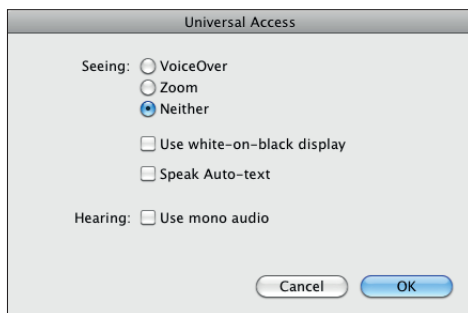 Universal Access
Seeing: VoiceOver
Zoom
Neither
Use white-on-black display
Speak Auto-text
Hearing: Use mono audio
Cancel OK